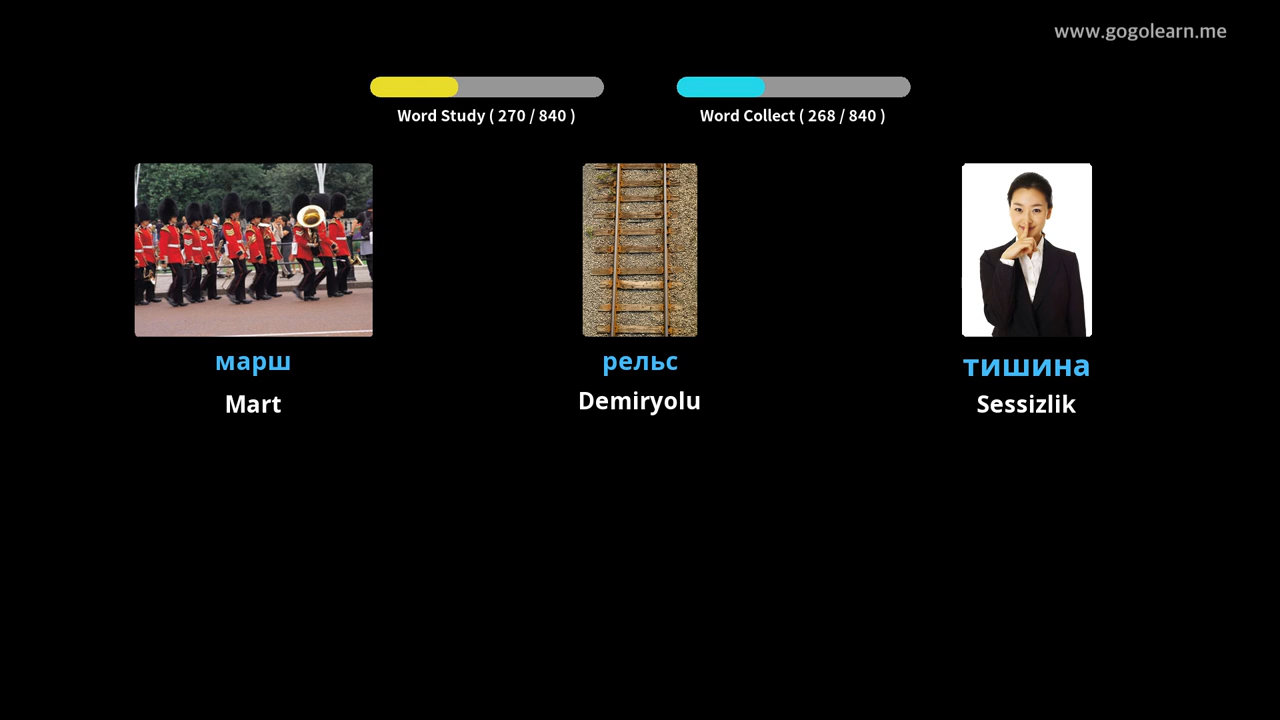 www.gogolearn.me
Word Study ( 270 / 840 )
Word Collect ( 268 / 840 )
марш
рельс
тишина
Mart
Demiryolu
Sessizlik